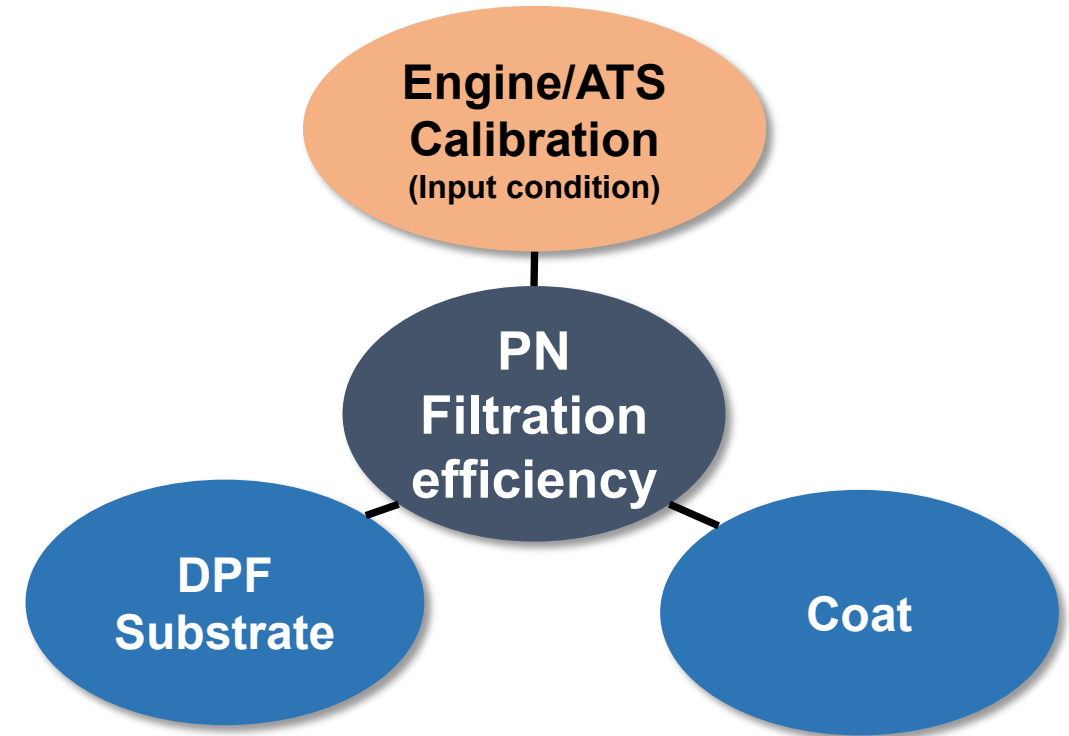 Engine/ATS
Calibration
(Input condition)
PN
Filtration
efficiency
DPF
Substrate
Coat